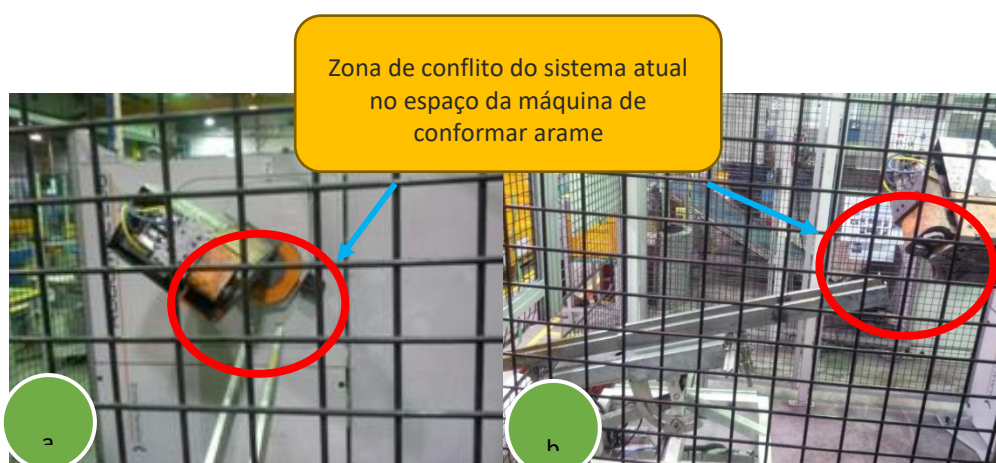 Zona de conflito do sistema atual
no espaço da máquina de
conformar arame
a
b